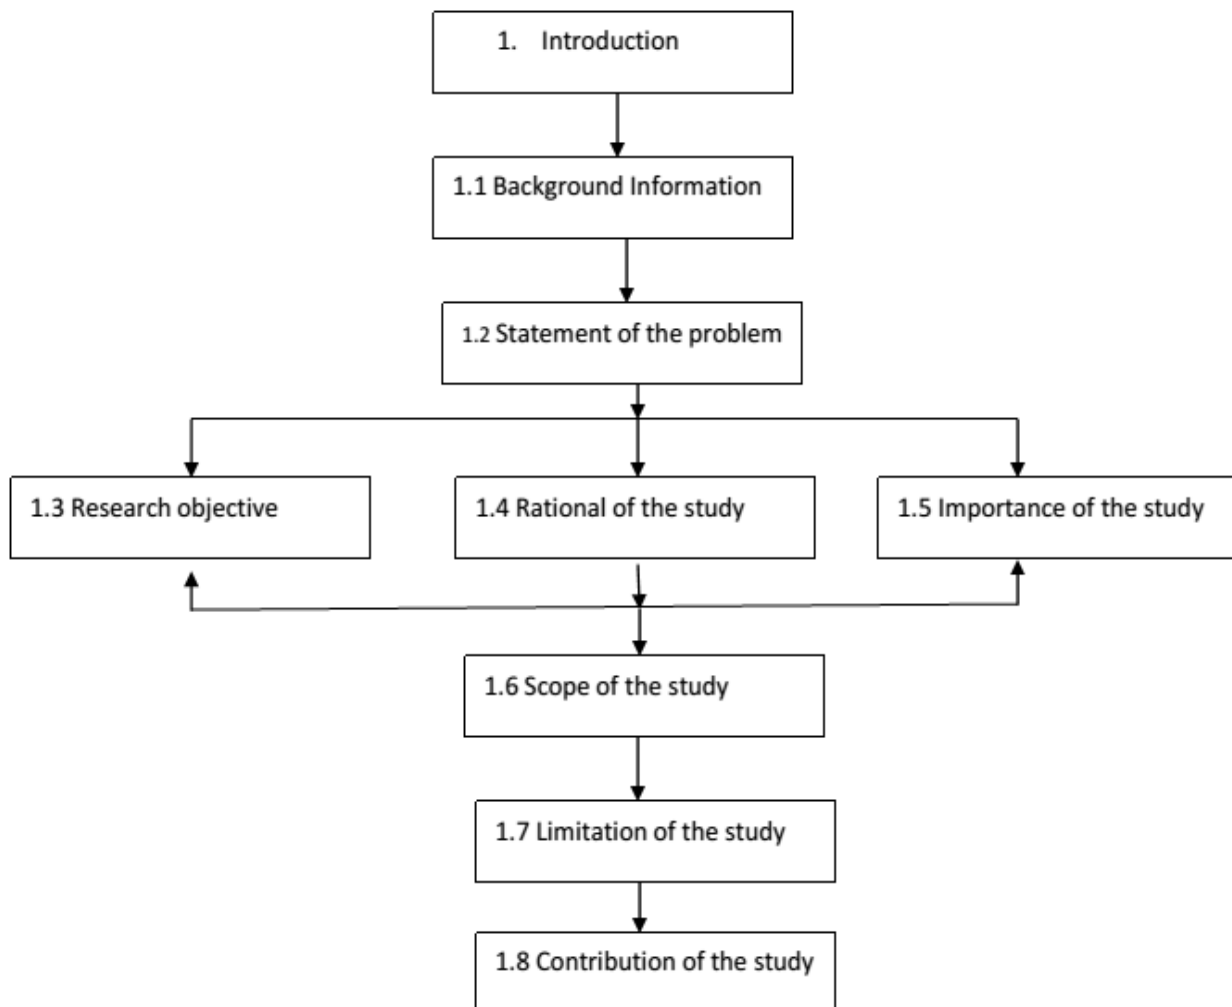 1. Introduction
1.1 Background Information
1.2 Statement of the problem
1.3 Research objective
1.4 Rational of the study
1.5 Importance of the study
1.6 Scope of the study
1.7 Limitation of the study
1.8 Contribution of the study